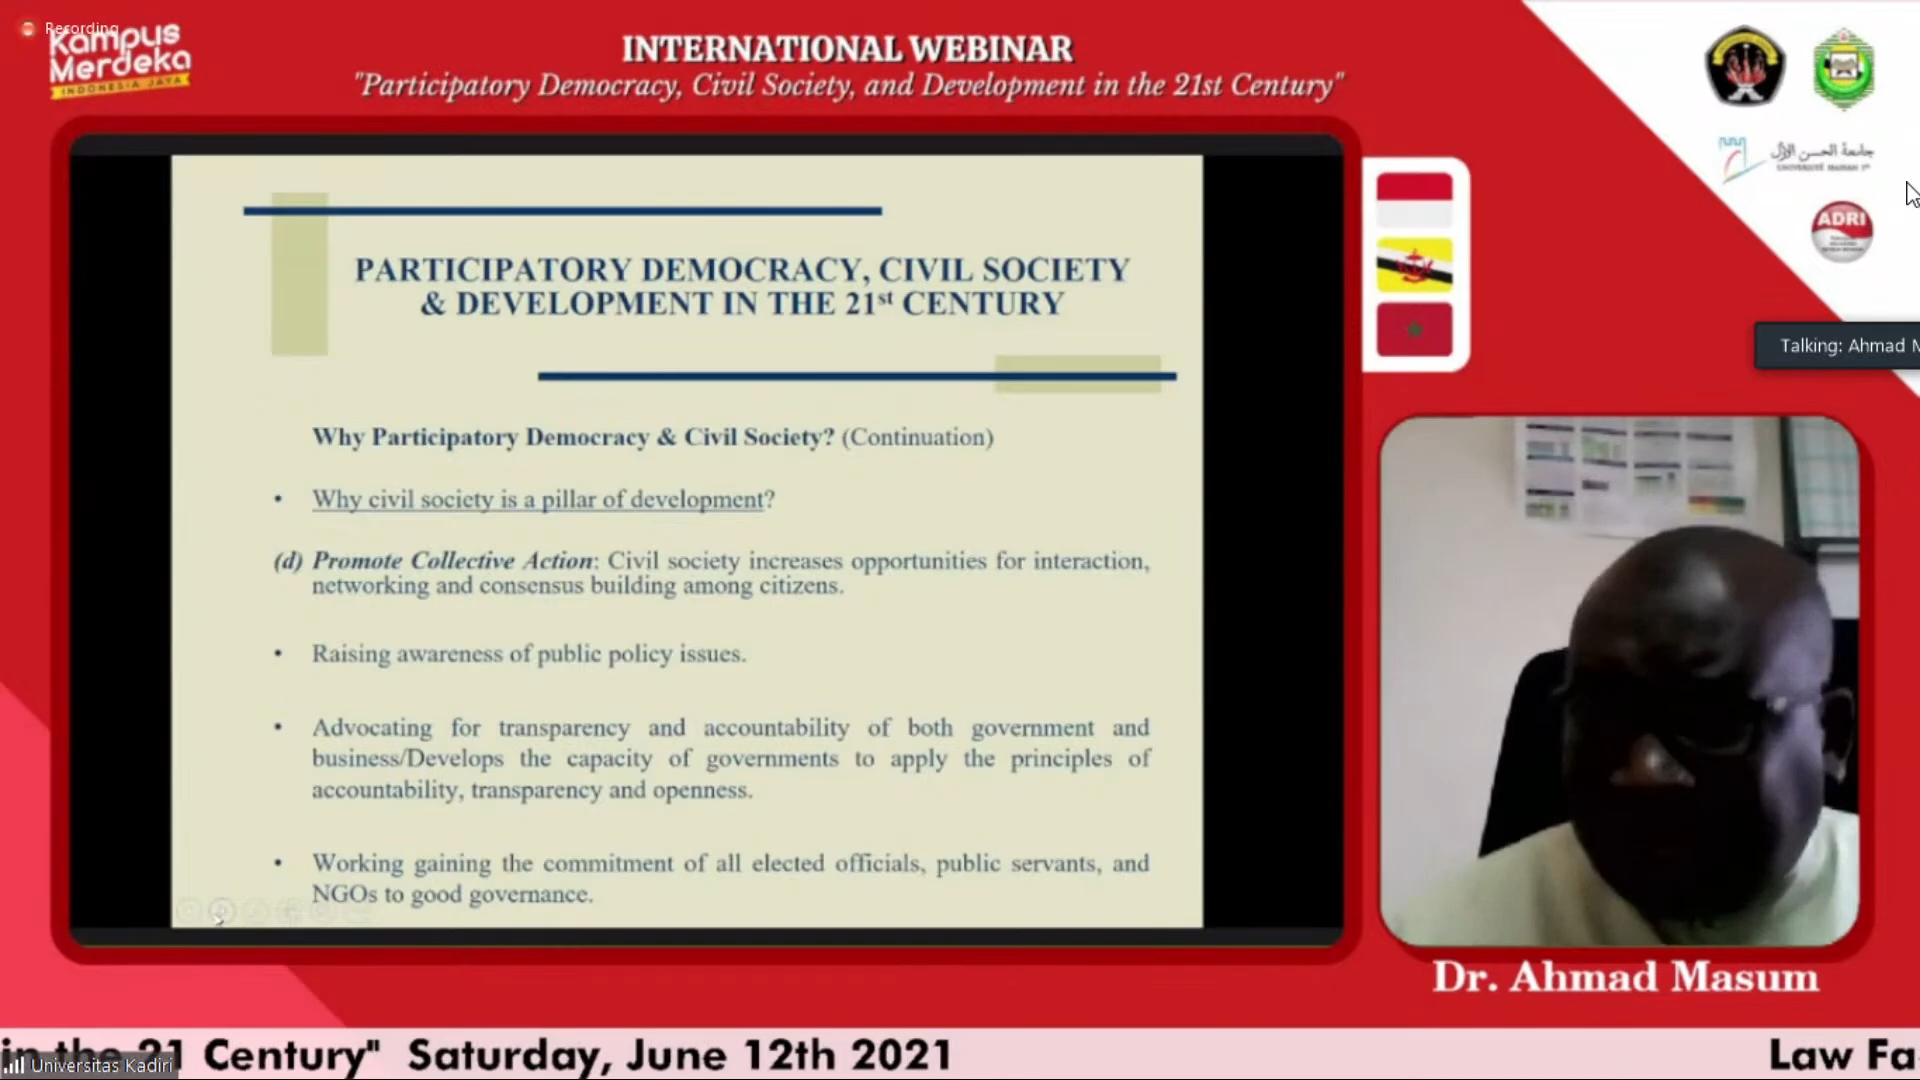 Recording
Kampus
Merdeka
INDONESIA JAYA
INTERNATIONAL WEBINAR
"Participatory Democracy, Civil Society, and Development in the 21st Century"
جامعة الحسن الأول
UNIVERSITÉ HASSAN 1er
ADRI
PARTICIPATORY DEMOCRACY, CIVIL SOCIETY
& DEVELOPMENT IN THE 21st CENTURY
Talking: Ahmad M
Why Participatory Democracy & Civil Society? (Continuation)
• Why civil society is a pillar of development?
(d) Promote Collective Action: Civil society increases opportunities for interaction,
networking and consensus building among citizens.
• Raising awareness of public policy issues.
• Advocating for transparency and accountability of both government and
business/Develops the capacity of governments to apply the principles of
accountability, transparency and openness.
• Working gaining the commitment of all elected officials, public servants, and
NGOs to good governance.
Dr. Ahmad Masum
in the 21 Century" Saturday, June 12th 2021
Law Fa
Universitas Kadiri